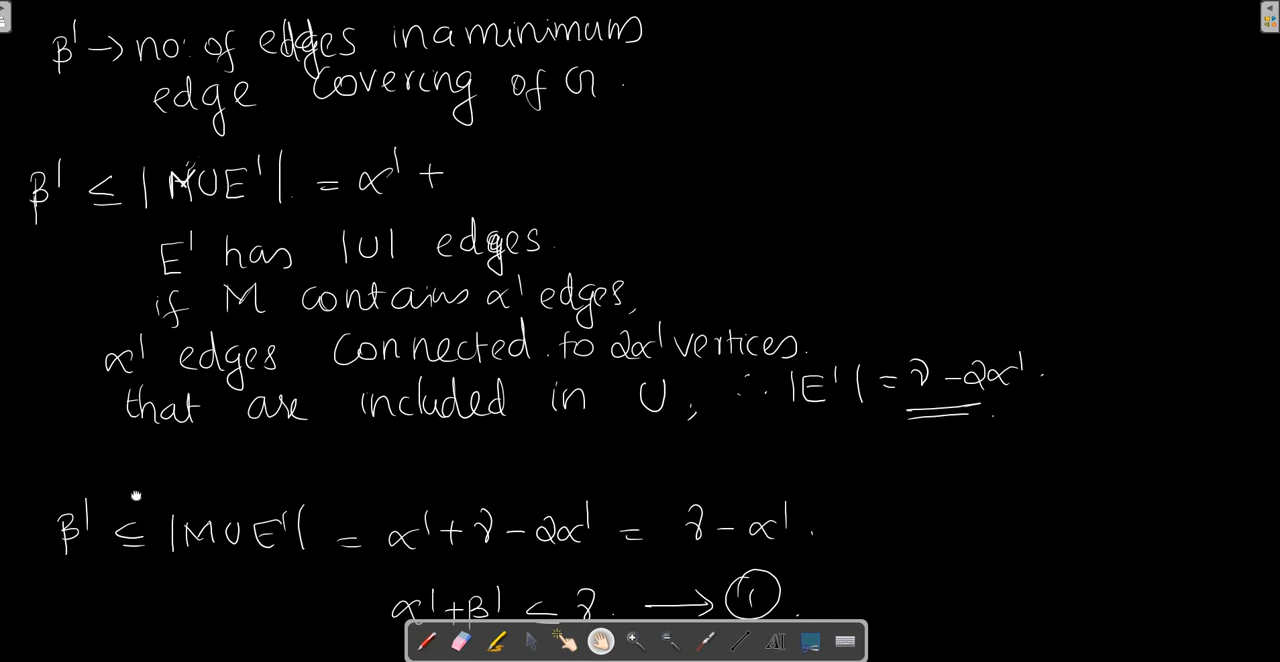 β' → no: of edges in a minimum
edge covering of G.
β' ≤ |M∪E'| = α' +
E' has |U| edges.
if M contains α' edges,
α' edges connected to 2α' vertices.
that are included in U, ∴ |E'| = γ - 2α'.
β' ≤ |M∪E'| = α' + γ - 2α' = γ - α'.
α' + β' ≤ γ. → ①.
AI